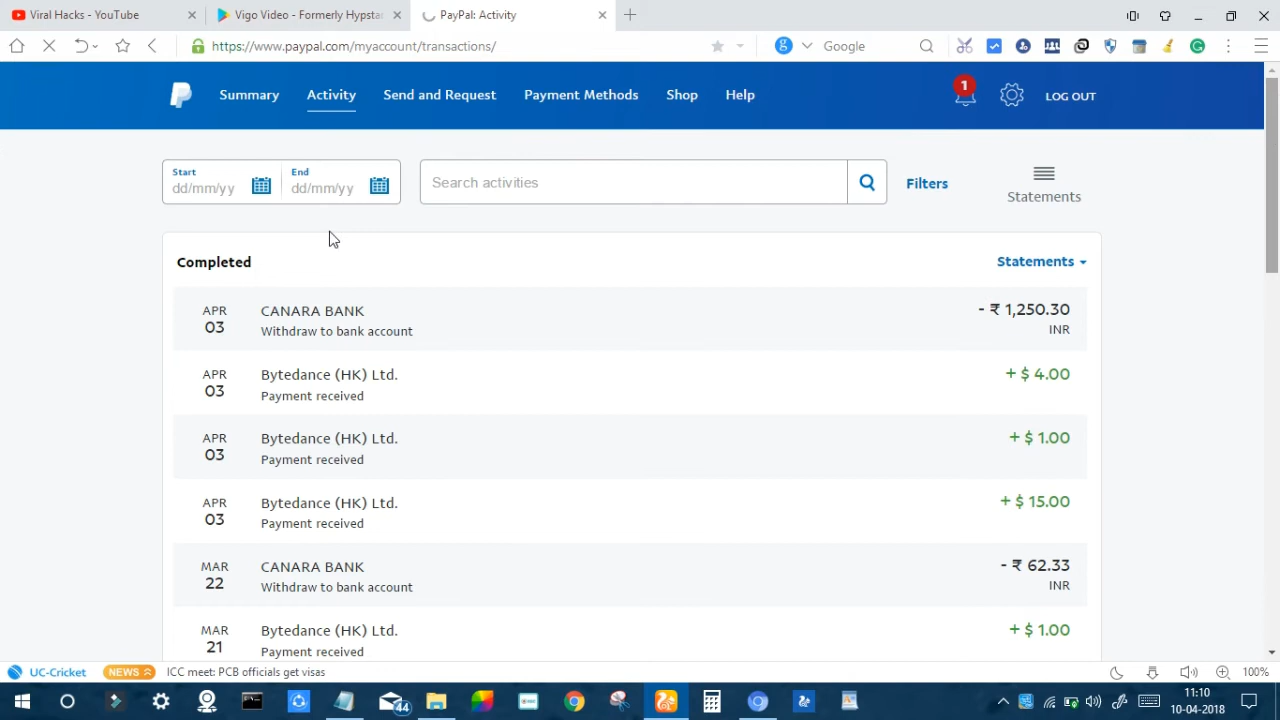 Viral Hacks - YouTube
Vigo Video - Formerly Hypstar
PayPal: Activity
https://www.paypal.com/myaccount/transactions/
Google
Summary
Activity
Send and Request
Payment Methods
Shop
Help
1
LOG OUT
Start
dd/mm/yy
End
dd/mm/yy
Search activities
Filters
Statements
Completed
Statements
APR
03
CANARA BANK
Withdraw to bank account
- ₹ 1,250.30
INR
APR
03
Bytedance (HK) Ltd.
Payment received
+ $ 4.00
APR
03
Bytedance (HK) Ltd.
Payment received
+ $ 1.00
APR
03
Bytedance (HK) Ltd.
Payment received
+ $ 15.00
MAR
22
CANARA BANK
Withdraw to bank account
- ₹ 62.33
INR
MAR
21
Bytedance (HK) Ltd.
Payment received
+ $ 1.00
UC-Cricket
NEWS
ICC meet: PCB officials get visas
100%
44
11:10
10-04-2018